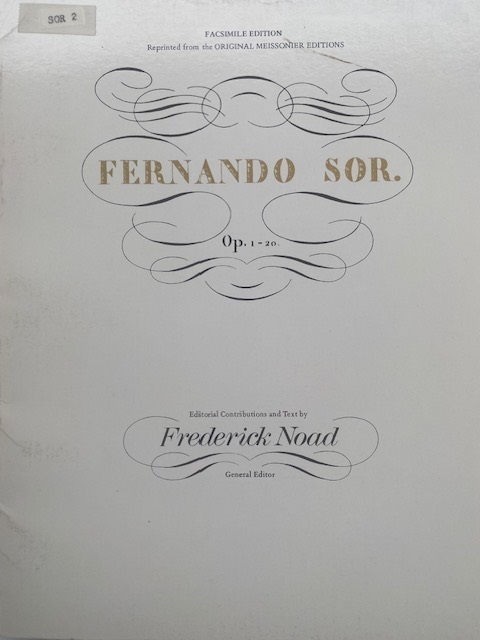 SOR 2
FACSIMILE EDITION
Reprinted from the ORIGINAL MEISSONIER EDITIONS
FERNANDO SOR.
Op. 1-20.
Editorial Contributions and Text by
Frederick Noad
General Editor